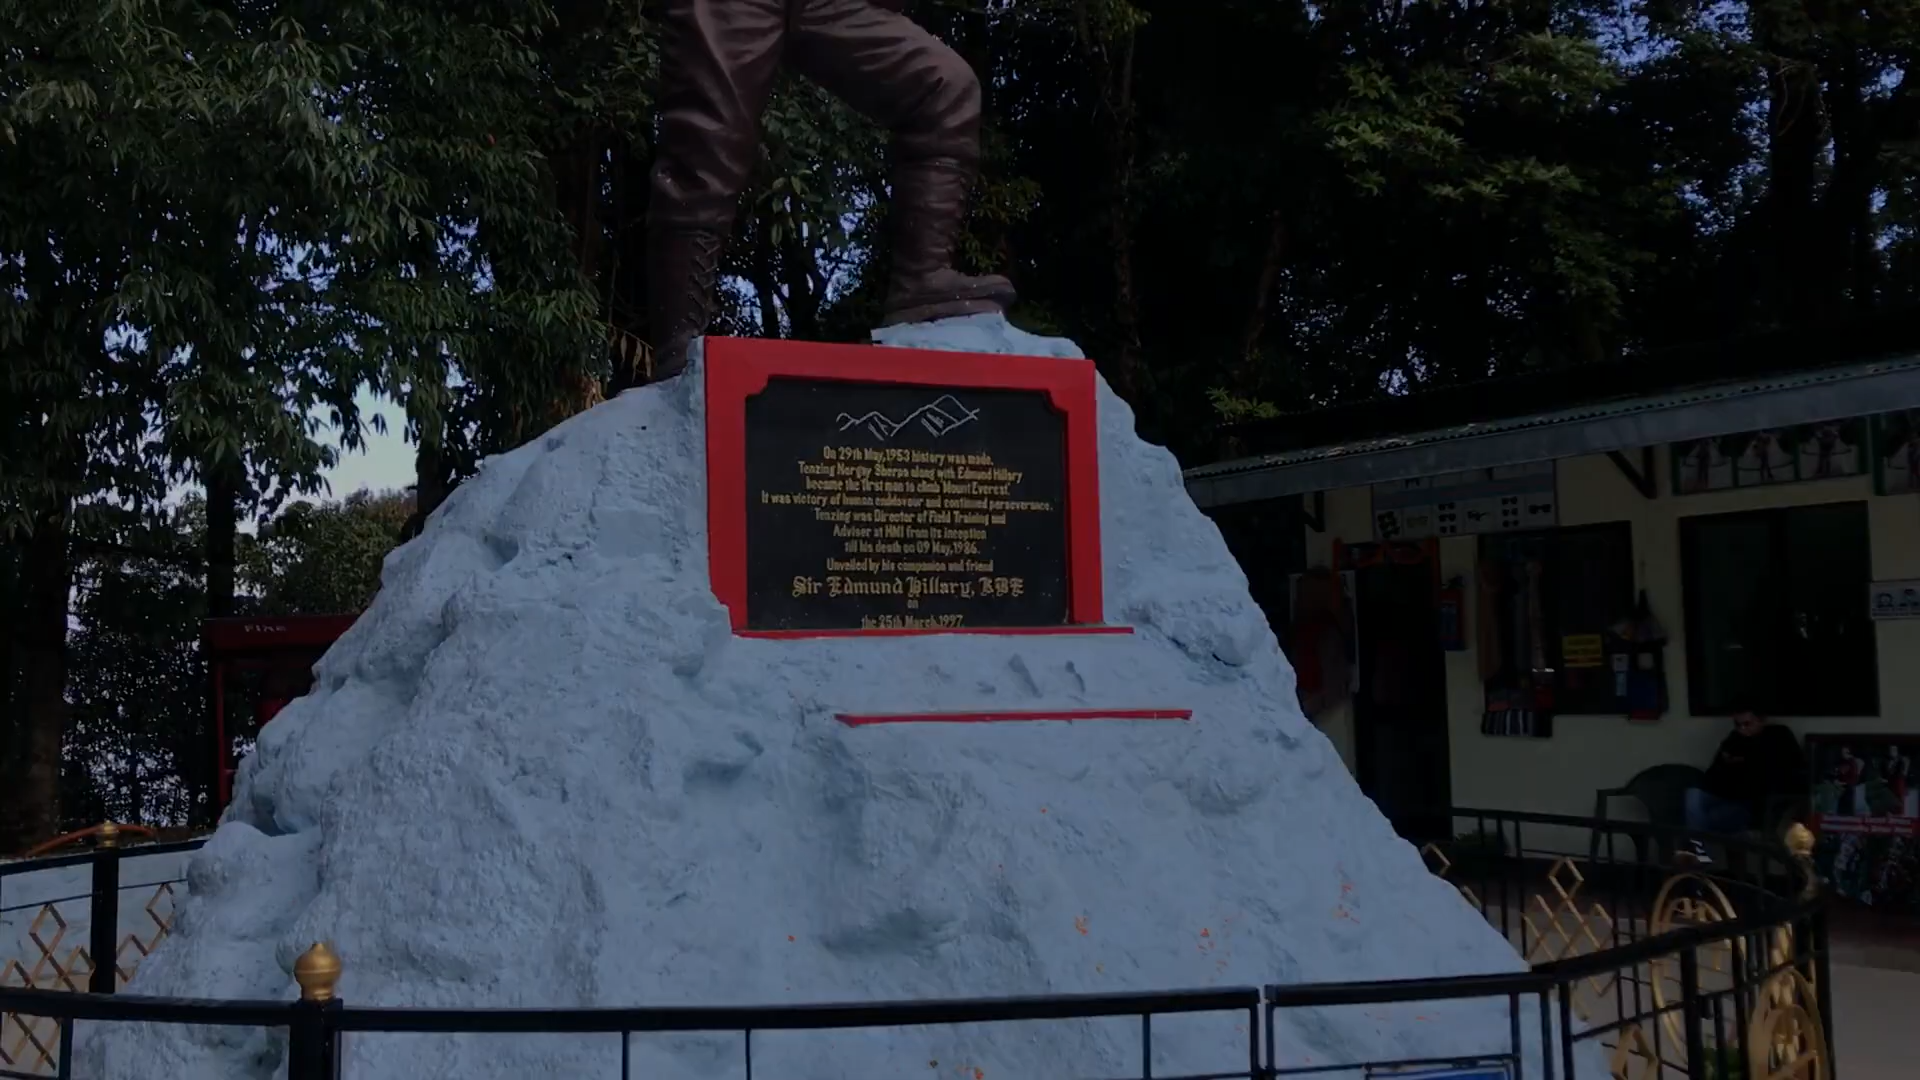 On 29th May,1953 history was made.
Tenzing Norgay Sherpa along with Edmund Hillary
became the first man to climb Mount Everest.
It was victory of human endevour and continued perseverance.
Tenzing was Director of Field Training and
Adviser at HMI from its inception
till his death on 09 May,1986.
Unveiled by his companion and friend
Sir Edmund Hillary, KBE
on
the 25th March,1997.